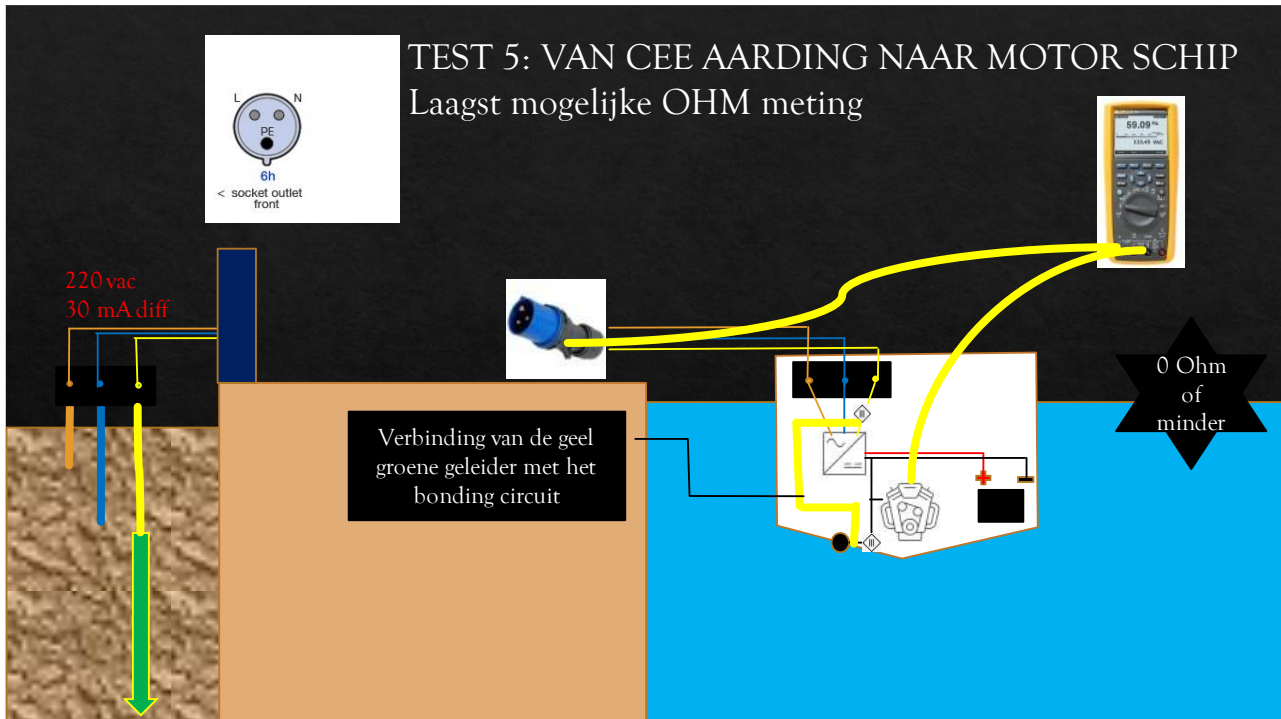 TEST 5: VAN CEE AARDING NAAR MOTOR SCHIP
Laagst mogelijke OHM meting
L N
PE
6h
< socket outlet
front
59.09
220 vac
30 mA diff
0 Ohm
of
minder
Verbinding van de geel
groene geleider met het
bonding circuit